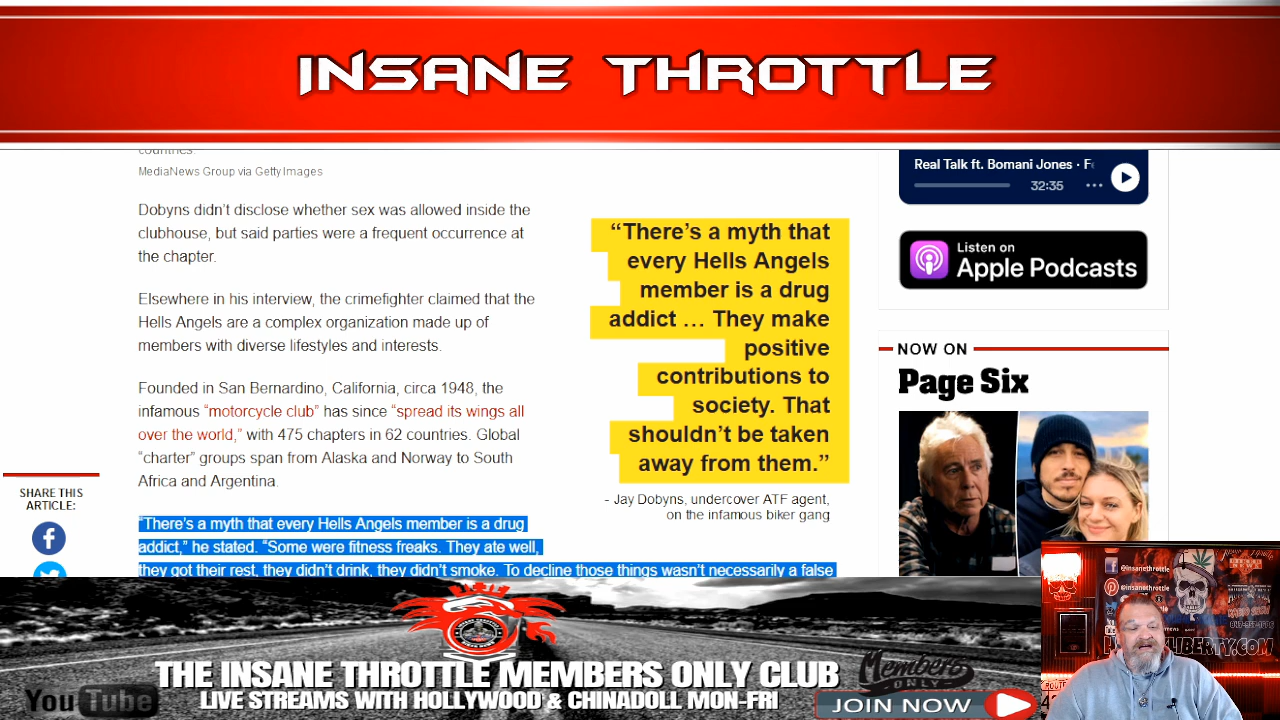 INSANE THROTTLE
countries.
MediaNews Group via Getty Images
Dobyns didn't disclose whether sex was allowed inside the
clubhouse, but said parties were a frequent occurrence at
the chapter.
Elsewhere in his interview, the crimefighter claimed that the
Hells Angels are a complex organization made up of
members with diverse lifestyles and interests.
Founded in San Bernardino, California, circa 1948, the
infamous “motorcycle club” has since “spread its wings all
over the world,” with 475 chapters in 62 countries. Global
“charter” groups span from Alaska and Norway to South
Africa and Argentina.
“There's a myth that every Hells Angels member is a drug
addict,” he stated. “Some were fitness freaks. They ate well,
they got their rest, they didn't drink, they didn't smoke. To decline those things wasn't necessarily a false
“There's a myth that
every Hells Angels
member is a drug
addict … They make
positive
contributions to
society. That
shouldn't be taken
away from them.”
- Jay Dobyns, undercover ATF agent,
on the infamous biker gang
SHARE THIS
ARTICLE:
Real Talk ft. Bomani Jones · F
32:35
Listen on
Apple Podcasts
NOW ON
Page Six
THE INSANE THROTTLE MEMBERS ONLY CLUB
LIVE STREAMS WITH HOLLYWOOD & CHINADOLL MON-FRI
YouTube
Members
ONLY
JOIN NOW
@insanethrottle
@insanethrottle
LIBERTY.COM